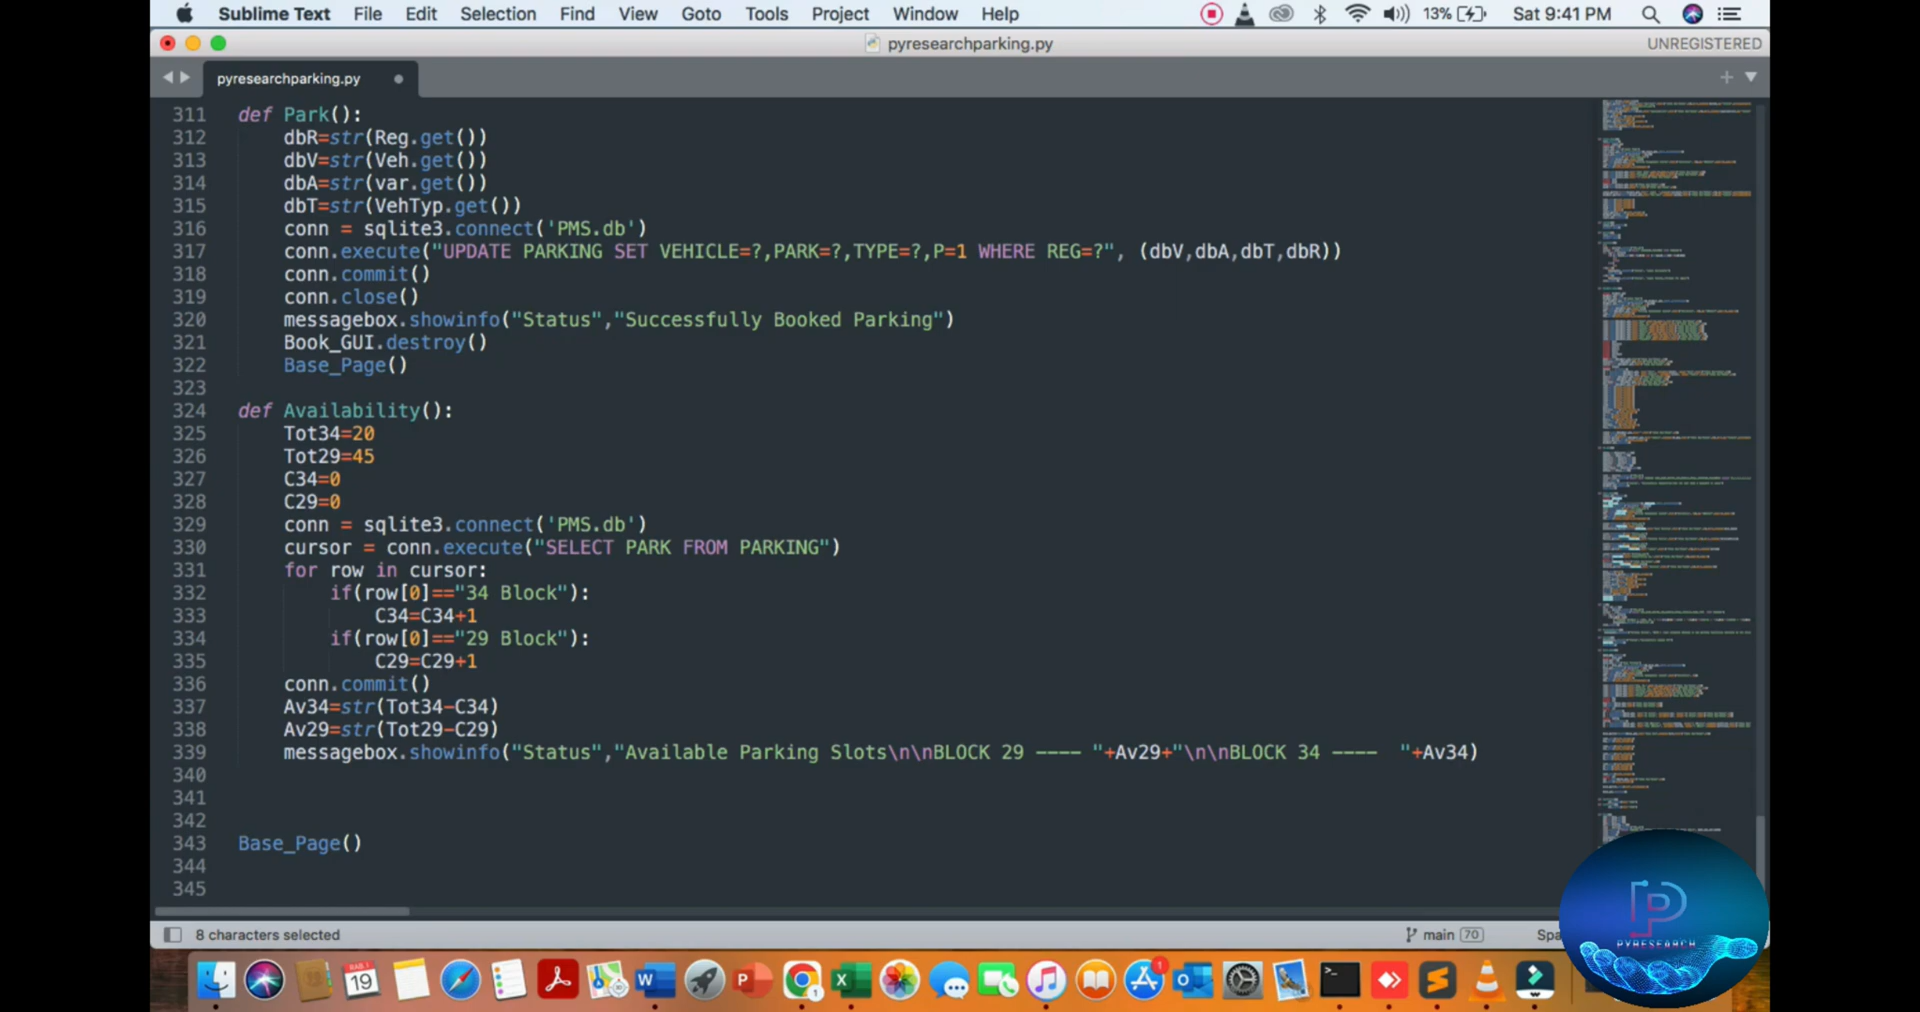 Sublime Text File Edit Selection Find View Goto Tools Project Window Help 13% Sat 9:41 PM
pyresearchparking.py UNREGISTERED
pyresearchparking.py
311 def Park():
312 dbR=str(Reg.get())
313 dbV=str(Veh.get())
314 dbA=str(var.get())
315 dbT=str(VehTyp.get())
316 conn = sqlite3.connect('PMS.db')
317 conn.execute("UPDATE PARKING SET VEHICLE=?,PARK=?,TYPE=?,P=1 WHERE REG=?", (dbV,dbA,dbT,dbR))
318 conn.commit()
319 conn.close()
320 messagebox.showinfo("Status","Successfully Booked Parking")
321 Book_GUI.destroy()
322 Base_Page()
323
324 def Availability():
325 Tot34=20
326 Tot29=45
327 C34=0
328 C29=0
329 conn = sqlite3.connect('PMS.db')
330 cursor = conn.execute("SELECT PARK FROM PARKING")
331 for row in cursor:
332 if(row[0]=="34 Block"):
333 C34=C34+1
334 if(row[0]=="29 Block"):
335 C29=C29+1
336 conn.commit()
337 Av34=str(Tot34-C34)
338 Av29=str(Tot29-C29)
339 messagebox.showinfo("Status","Available Parking Slots\n\nBLOCK 29 ---- "+Av29+"\n\nBLOCK 34 ----  "+Av34)
340
341
342
343 Base_Page()
344
345
8 characters selected main 70 Spa
PYRESEARCH
19
1
1